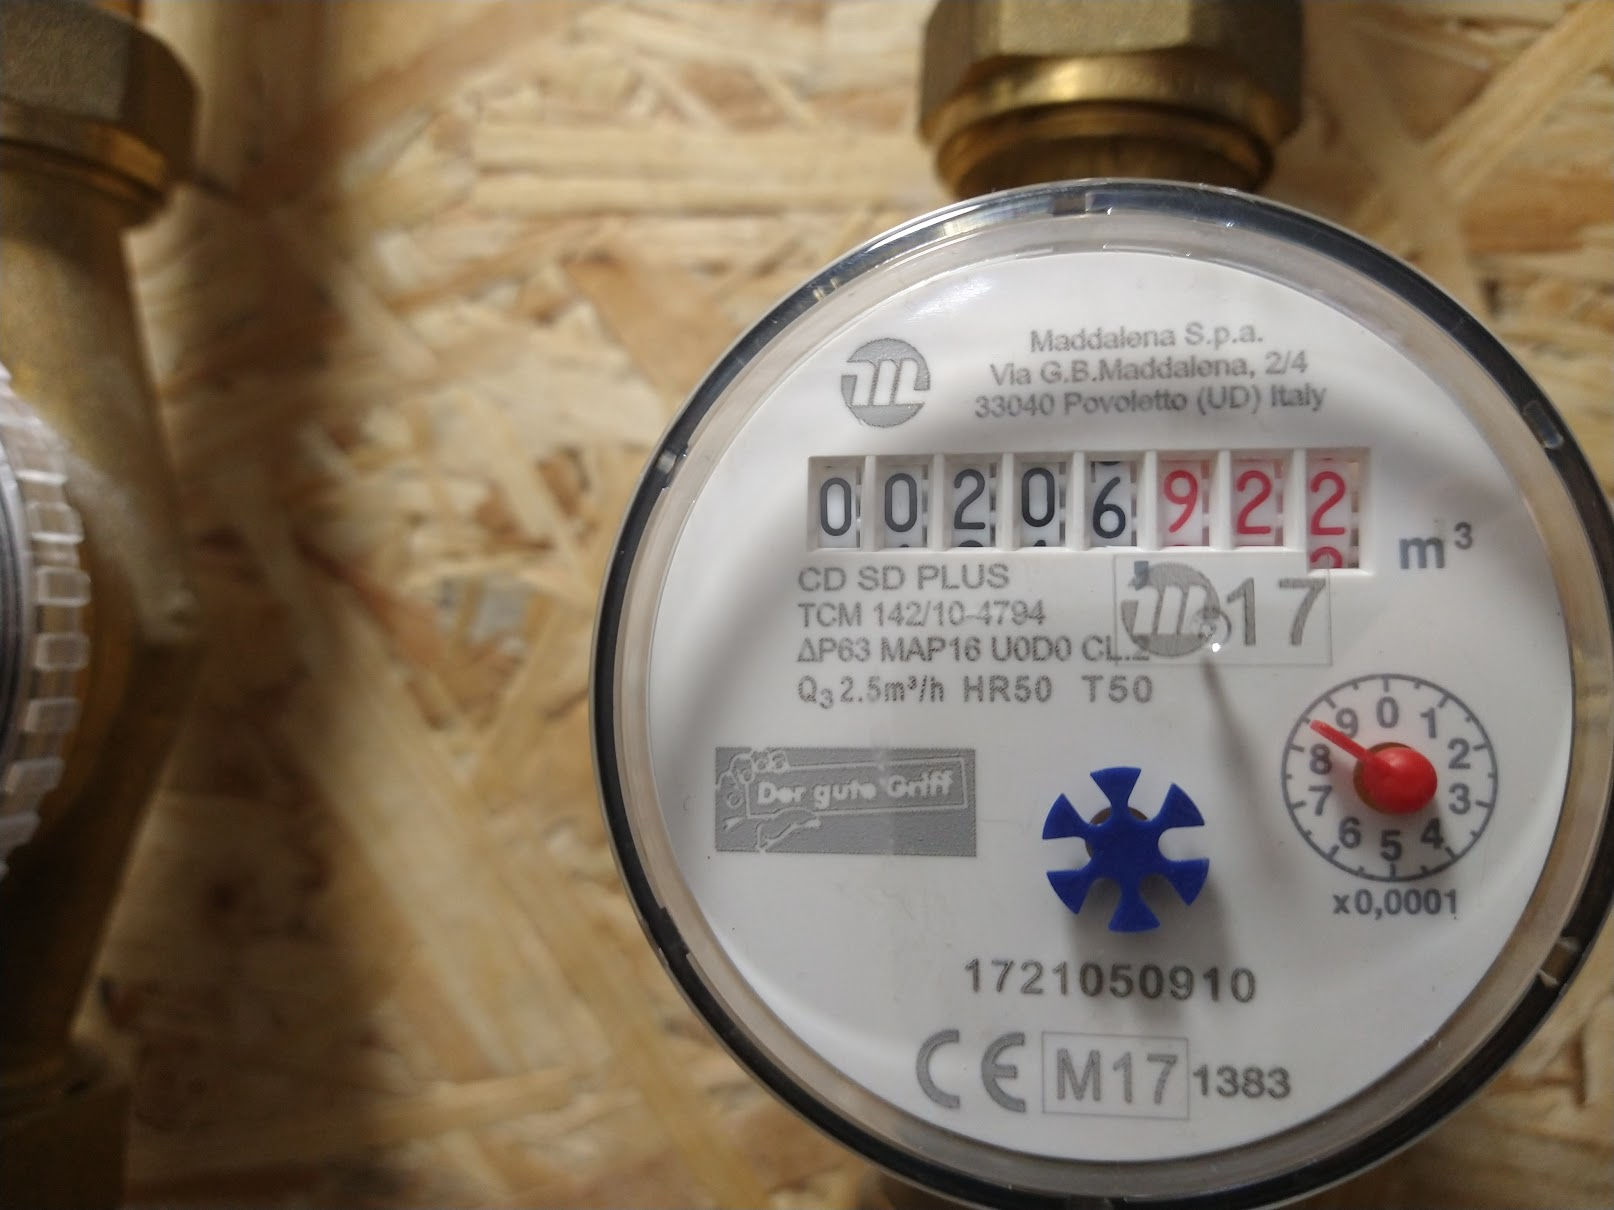 Maddalena S.p.a.
Via G.B.Maddalena, 2/4
33040 Povoletto (UD) Italy
00206922 m³
CD SD PLUS
TCM 142/10-4794
ΔP63 MAP16 U0D0 CL.2
m 17
Q₃ 2.5m³/h HR50 T50
Der gute Griff
0 1 2 3 4 5 6 7 8 9
x0,0001
1721050910
CE M17 1383